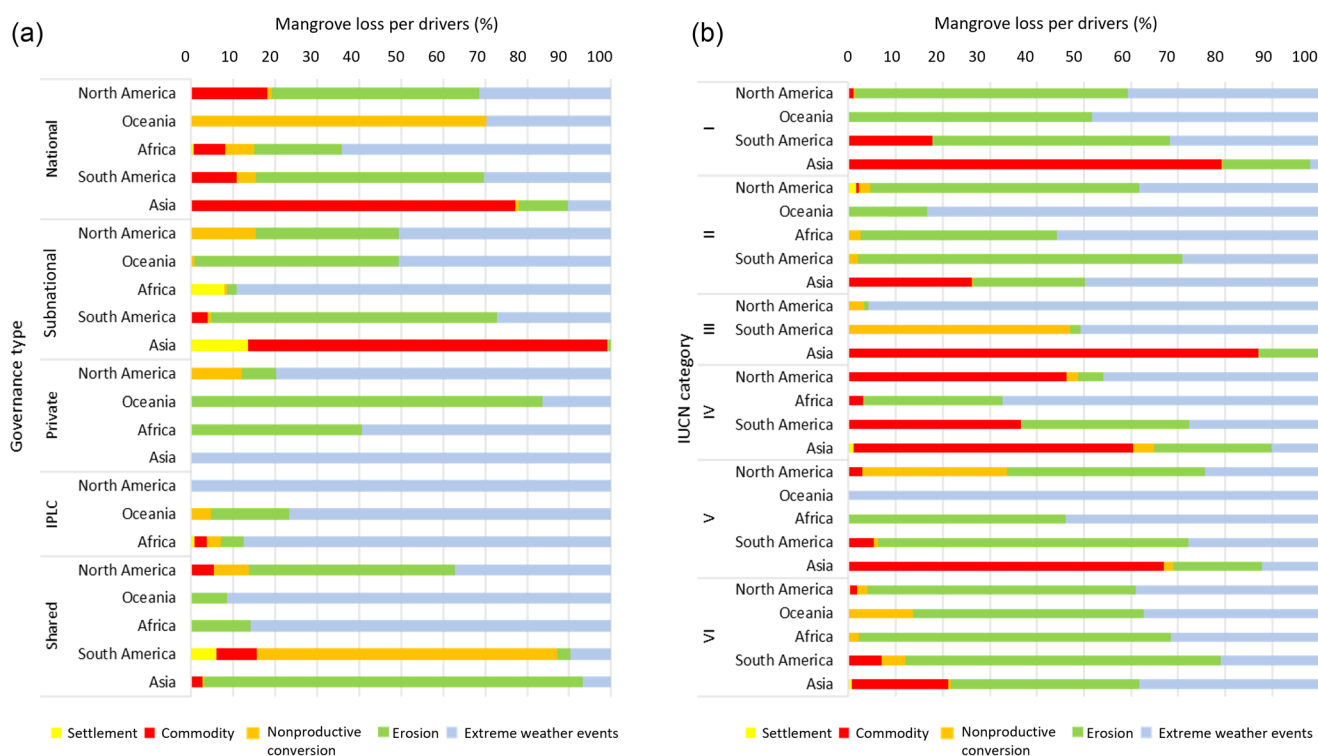 (a)
Mangrove loss per drivers (%)
0 10 20 30 40 50 60 70 80 90 100
Governance type
National
North America
Oceania
Africa
South America
Asia
Subnational
North America
Oceania
Africa
South America
Asia
Private
North America
Oceania
Africa
Asia
IPLC
North America
Oceania
Africa
Shared
North America
Oceania
Africa
South America
Asia
Settlement Commodity Nonproductive conversion Erosion Extreme weather events
(b)
Mangrove loss per drivers (%)
0 10 20 30 40 50 60 70 80 90 100
IUCN category
I
North America
Oceania
South America
Asia
II
North America
Oceania
Africa
South America
Asia
III
North America
South America
Asia
IV
North America
Africa
South America
Asia
V
North America
Oceania
Africa
South America
Asia
VI
North America
Oceania
Africa
South America
Asia
Settlement Commodity Nonproductive conversion Erosion Extreme weather events